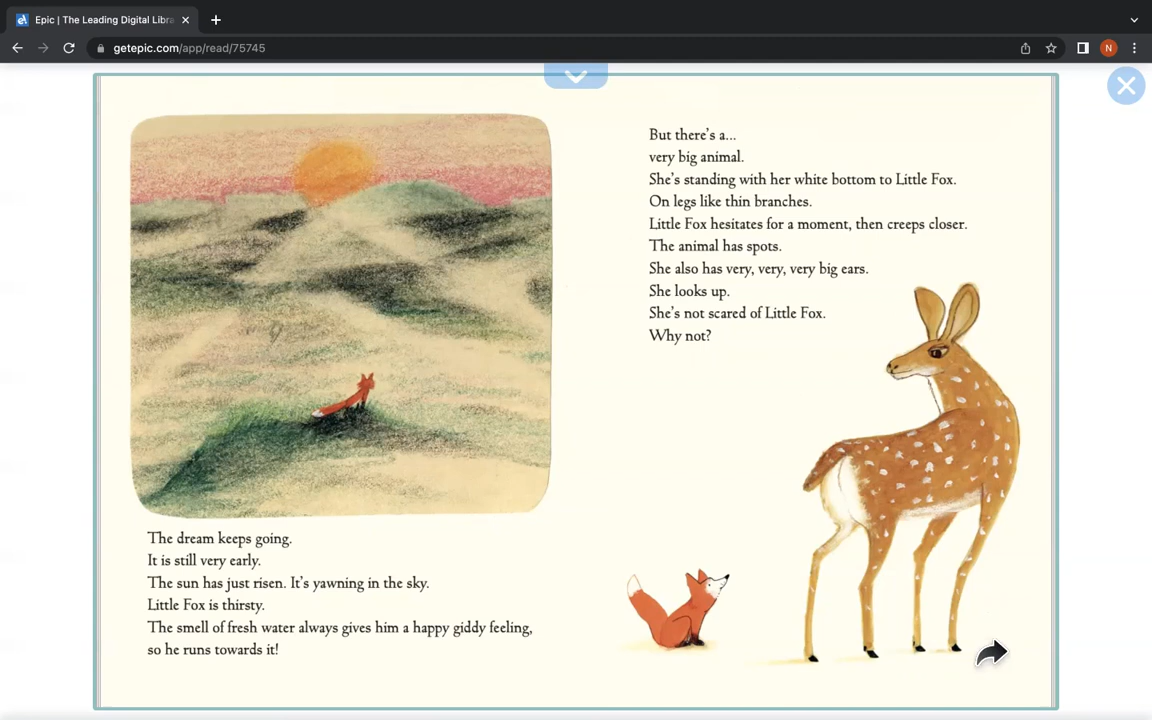 Epic | The Leading Digital Libra
getepic.com/app/read/75745
N
The dream keeps going.
It is still very early.
The sun has just risen. It's yawning in the sky.
Little Fox is thirsty.
The smell of fresh water always gives him a happy giddy feeling,
so he runs towards it!
But there's a...
very big animal.
She's standing with her white bottom to Little Fox.
On legs like thin branches.
Little Fox hesitates for a moment, then creeps closer.
The animal has spots.
She also has very, very, very big ears.
She looks up.
She's not scared of Little Fox.
Why not?